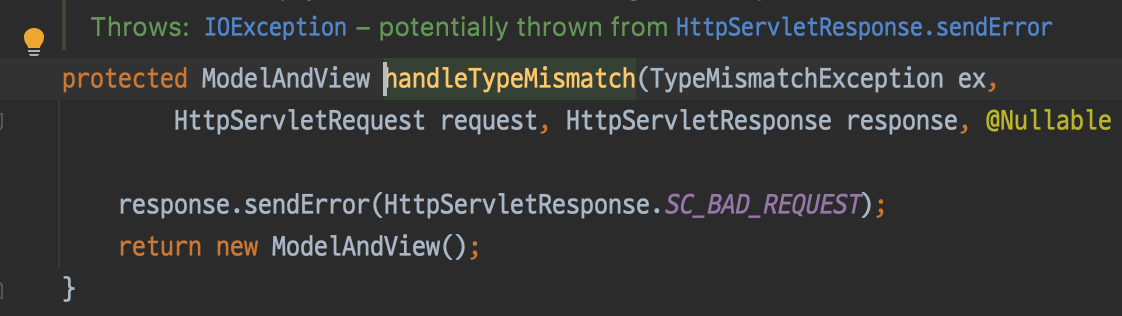 Throws: IOException – potentially thrown from HttpServletResponse.sendError
protected ModelAndView handleTypeMismatch(TypeMismatchException ex,
HttpServletRequest request, HttpServletResponse response, @Nullable
response.sendError(HttpServletResponse.SC_BAD_REQUEST);
return new ModelAndView();
}